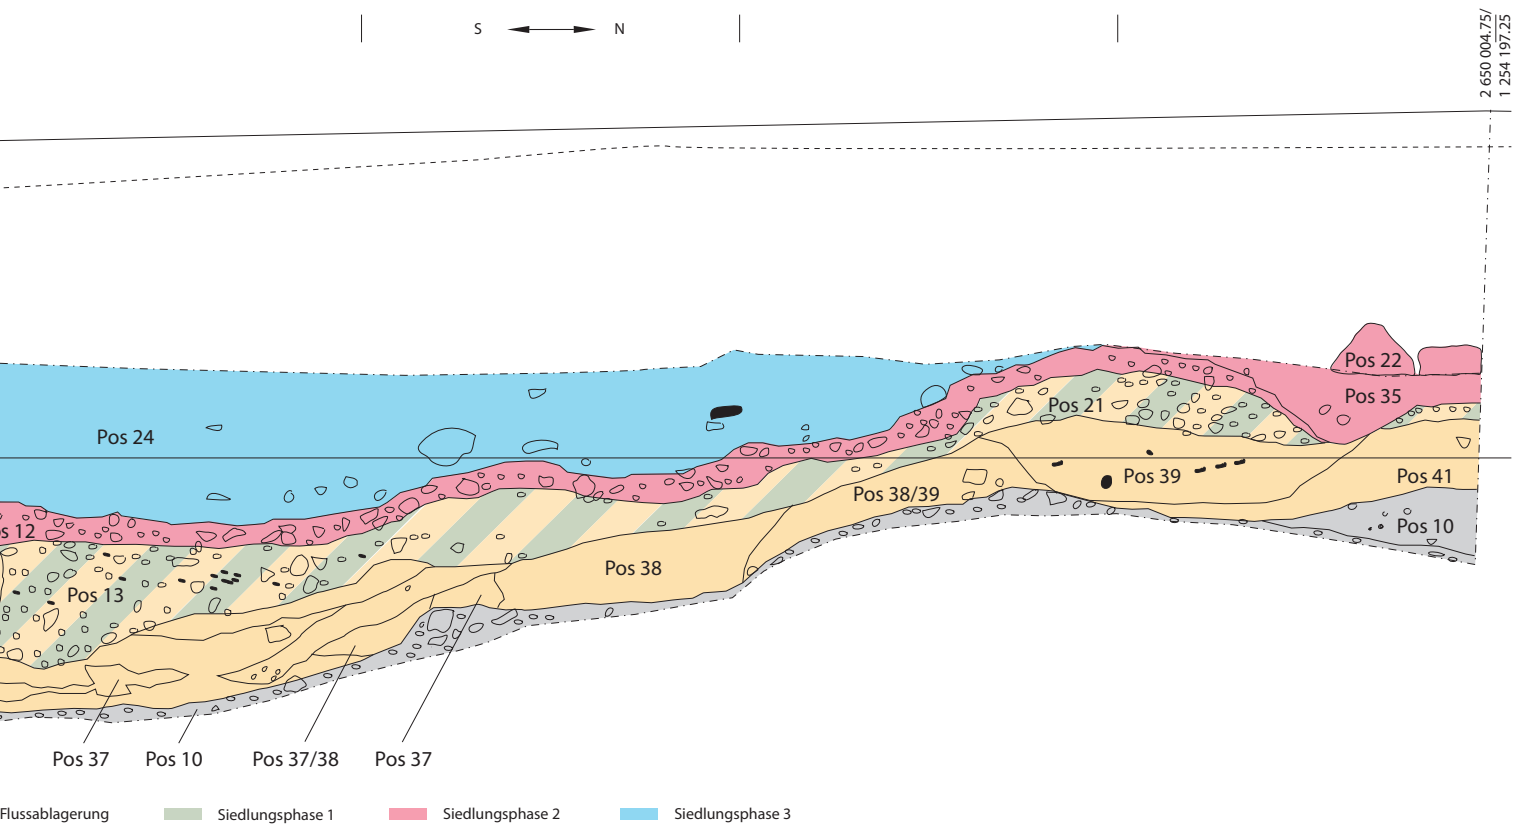 S N
2 650 004.75/
1 254 197.25
Pos 22
Pos 35
Pos 21
Pos 24
Pos 39
Pos 41
Pos 38/39
s 12
Pos 10
Pos 38
Pos 13
Pos 37
Pos 10
Pos 37/38
Pos 37
Flussablagerung
Siedlungsphase 1
Siedlungsphase 2
Siedlungsphase 3